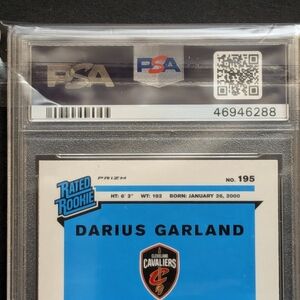 PSA
PSA
46946288
PRIZM
NO. 195
RATED ROOKIE
HT: 6' 2" WT: 192 BORN: JANUARY 26, 2000
DARIUS GARLAND
CLEVELAND
CAVALIERS
C